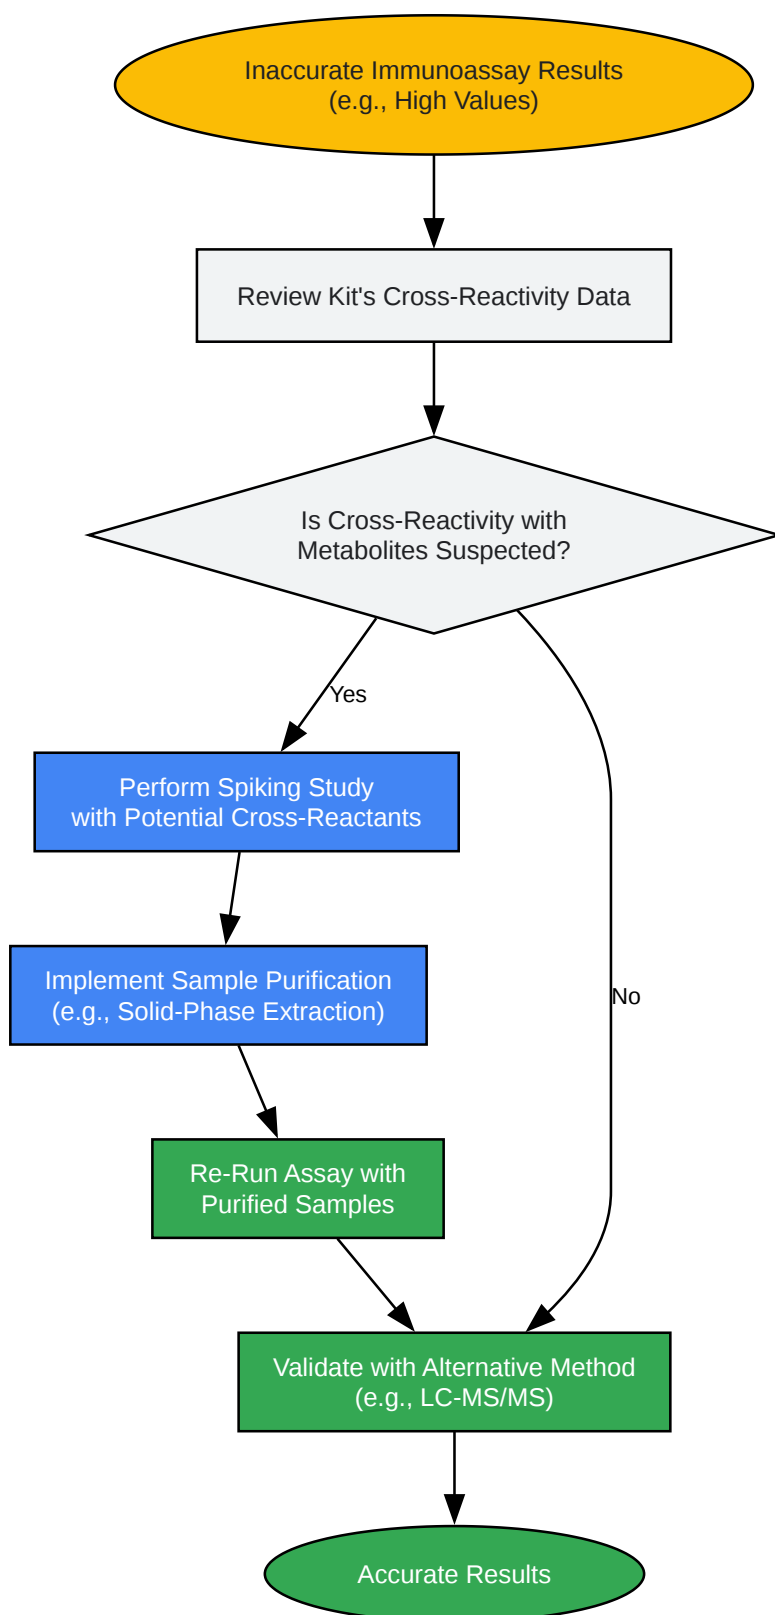 Inaccurate Immunoassay Results
(e.g., High Values)
Review Kit's Cross-Reactivity Data
Is Cross-Reactivity with
Metabolites Suspected?
Yes
Perform Spiking Study
with Potential Cross-Reactants
Implement Sample Purification
(e.g., Solid-Phase Extraction)
No
Re-Run Assay with
Purified Samples
Validate with Alternative Method
(e.g., LC-MS/MS)
Accurate Results